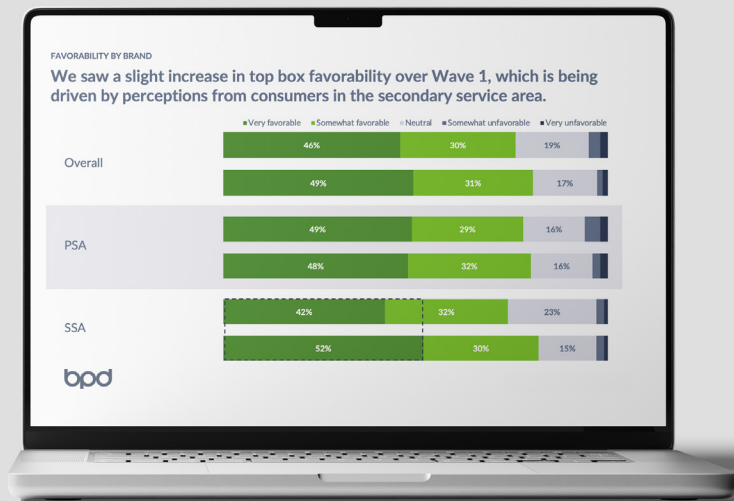 FAVORABILITY BY BRAND
We saw a slight increase in top box favorability over Wave 1, which is being
driven by perceptions from consumers in the secondary service area.
Very favorable Somewhat favorable Neutral Somewhat unfavorable Very unfavorable
Overall
46% 30% 19%
49% 31% 17%
PSA
49% 29% 16%
48% 32% 16%
SSA
42% 32% 23%
52% 30% 15%
bpd